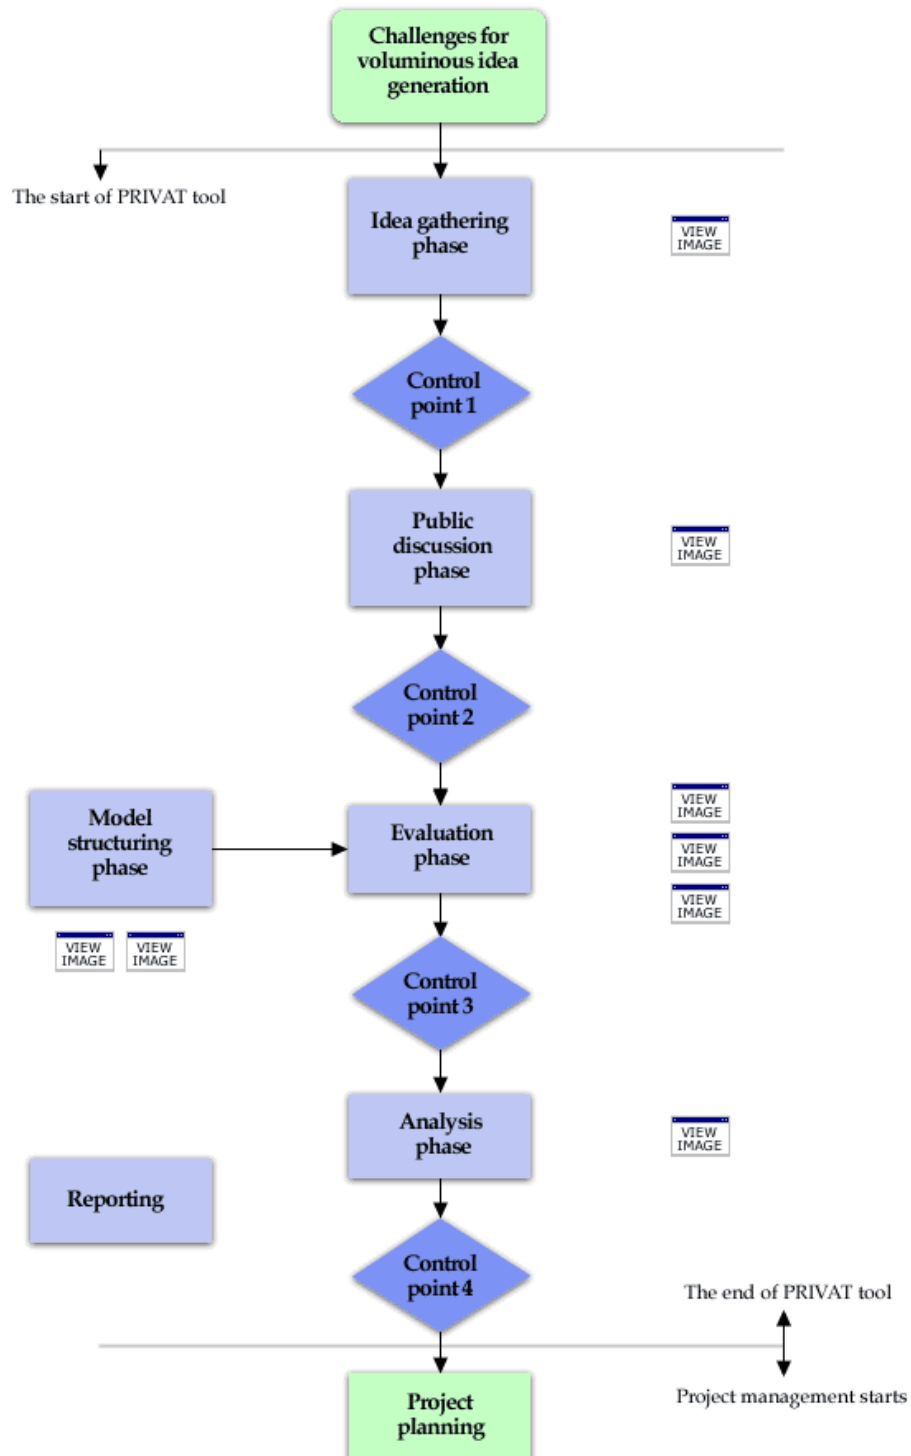 Challenges for
voluminous idea
generation
The start of PRIVAT tool
Idea gathering
phase
VIEW
IMAGE
Control
point 1
Public
discussion
phase
VIEW
IMAGE
Control
point 2
Model
structuring
phase
Evaluation
phase
VIEW
IMAGE
VIEW
IMAGE
VIEW
IMAGE
VIEW
IMAGE
VIEW
IMAGE
Control
point 3
Analysis
phase
VIEW
IMAGE
Reporting
Control
point 4
The end of PRIVAT tool
Project management starts
Project
planning